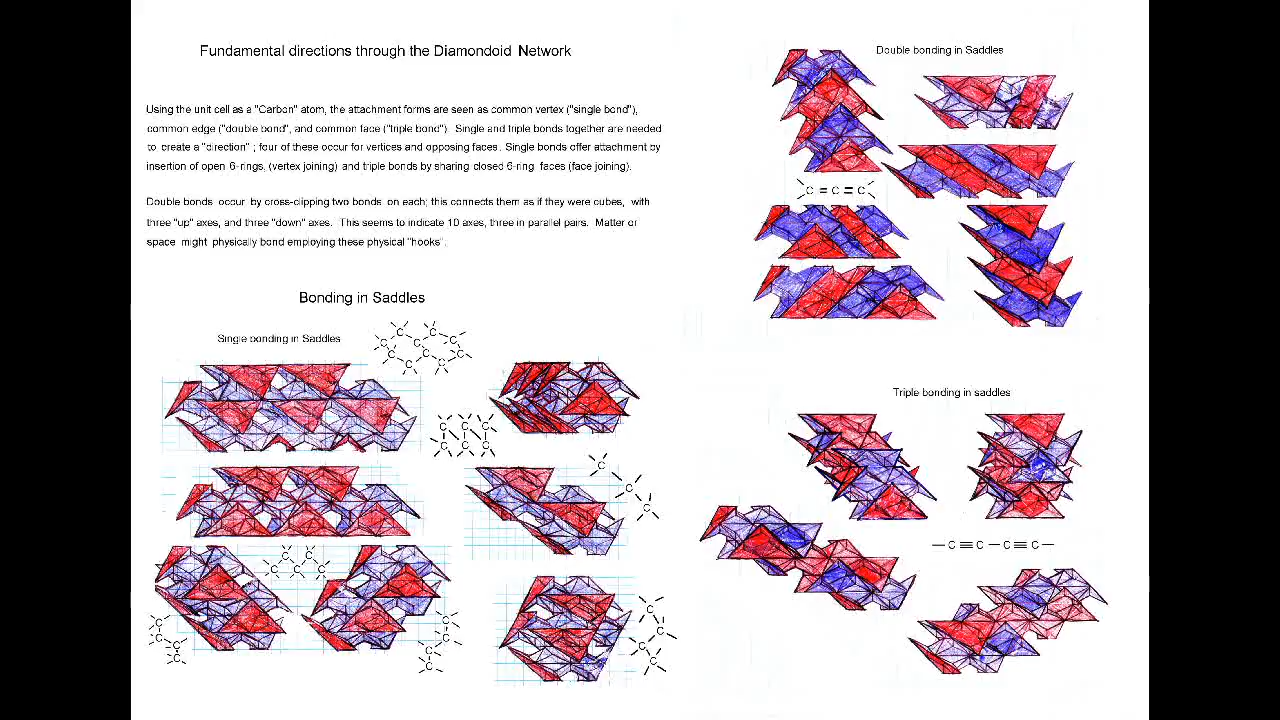 Fundamental directions through the Diamondoid Network
Using the unit cell as a "Carbon" atom, the attachment forms are seen as common vertex ("single bond"),
common edge ("double bond", and common face ("triple bond"). Single and triple bonds together are needed
to create a "direction" ; four of these occur for vertices and opposing faces. Single bonds offer attachment by
insertion of open 6-rings, (vertex joining) and triple bonds by sharing closed 6-ring faces (face joining).
Double bonds occur by cross-clipping two bonds on each; this connects them as if they were cubes, with
three "up" axes, and three "down" axes. This seems to indicate 10 axes, three in parallel pairs. Matter or
space might physically bond employing these physical "hooks".
Bonding in Saddles
Single bonding in Saddles
Double bonding in Saddles
C = C = C
Triple bonding in saddles
— C ≡ C — C ≡ C —